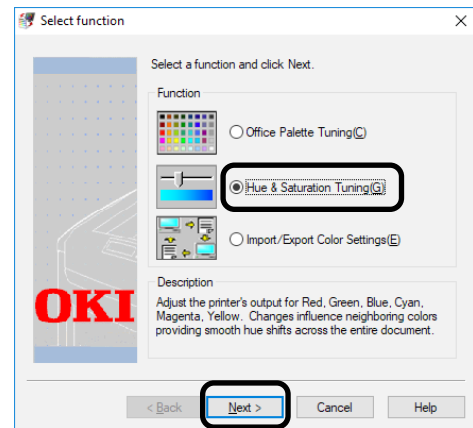 Select function
Select a function and click Next.
Function
Office Palette Tuning(C)
Hue & Saturation Tuning(G)
Import/Export Color Settings(E)
Description
Adjust the printer's output for Red, Green, Blue, Cyan,
Magenta, Yellow. Changes influence neighboring colors
providing smooth hue shifts across the entire document.
OKI
< Back Next > Cancel Help